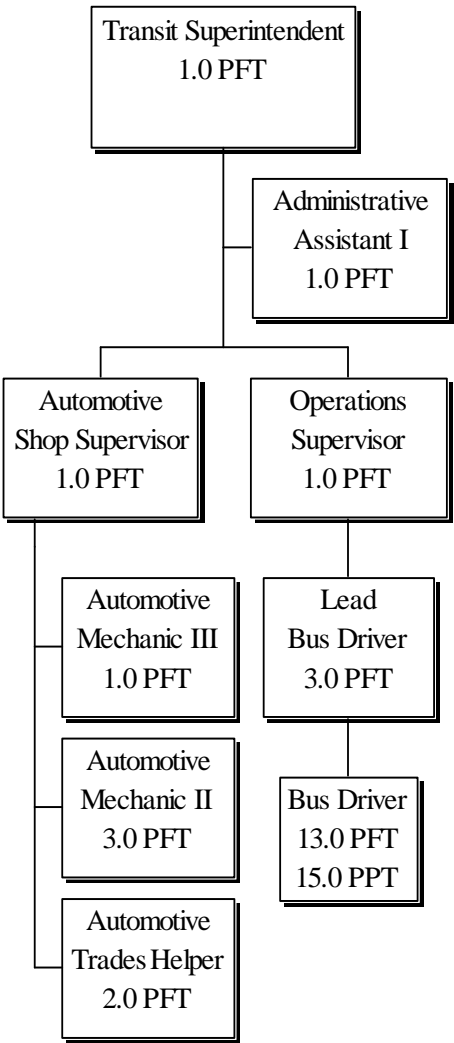 Transit Superintendent
1.0 PFT
Administrative
Assistant I
1.0 PFT
Automotive
Shop Supervisor
1.0 PFT
Operations
Supervisor
1.0 PFT
Automotive
Mechanic III
1.0 PFT
Automotive
Mechanic II
3.0 PFT
Automotive
Trades Helper
2.0 PFT
Lead
Bus Driver
3.0 PFT
Bus Driver
13.0 PFT
15.0 PPT